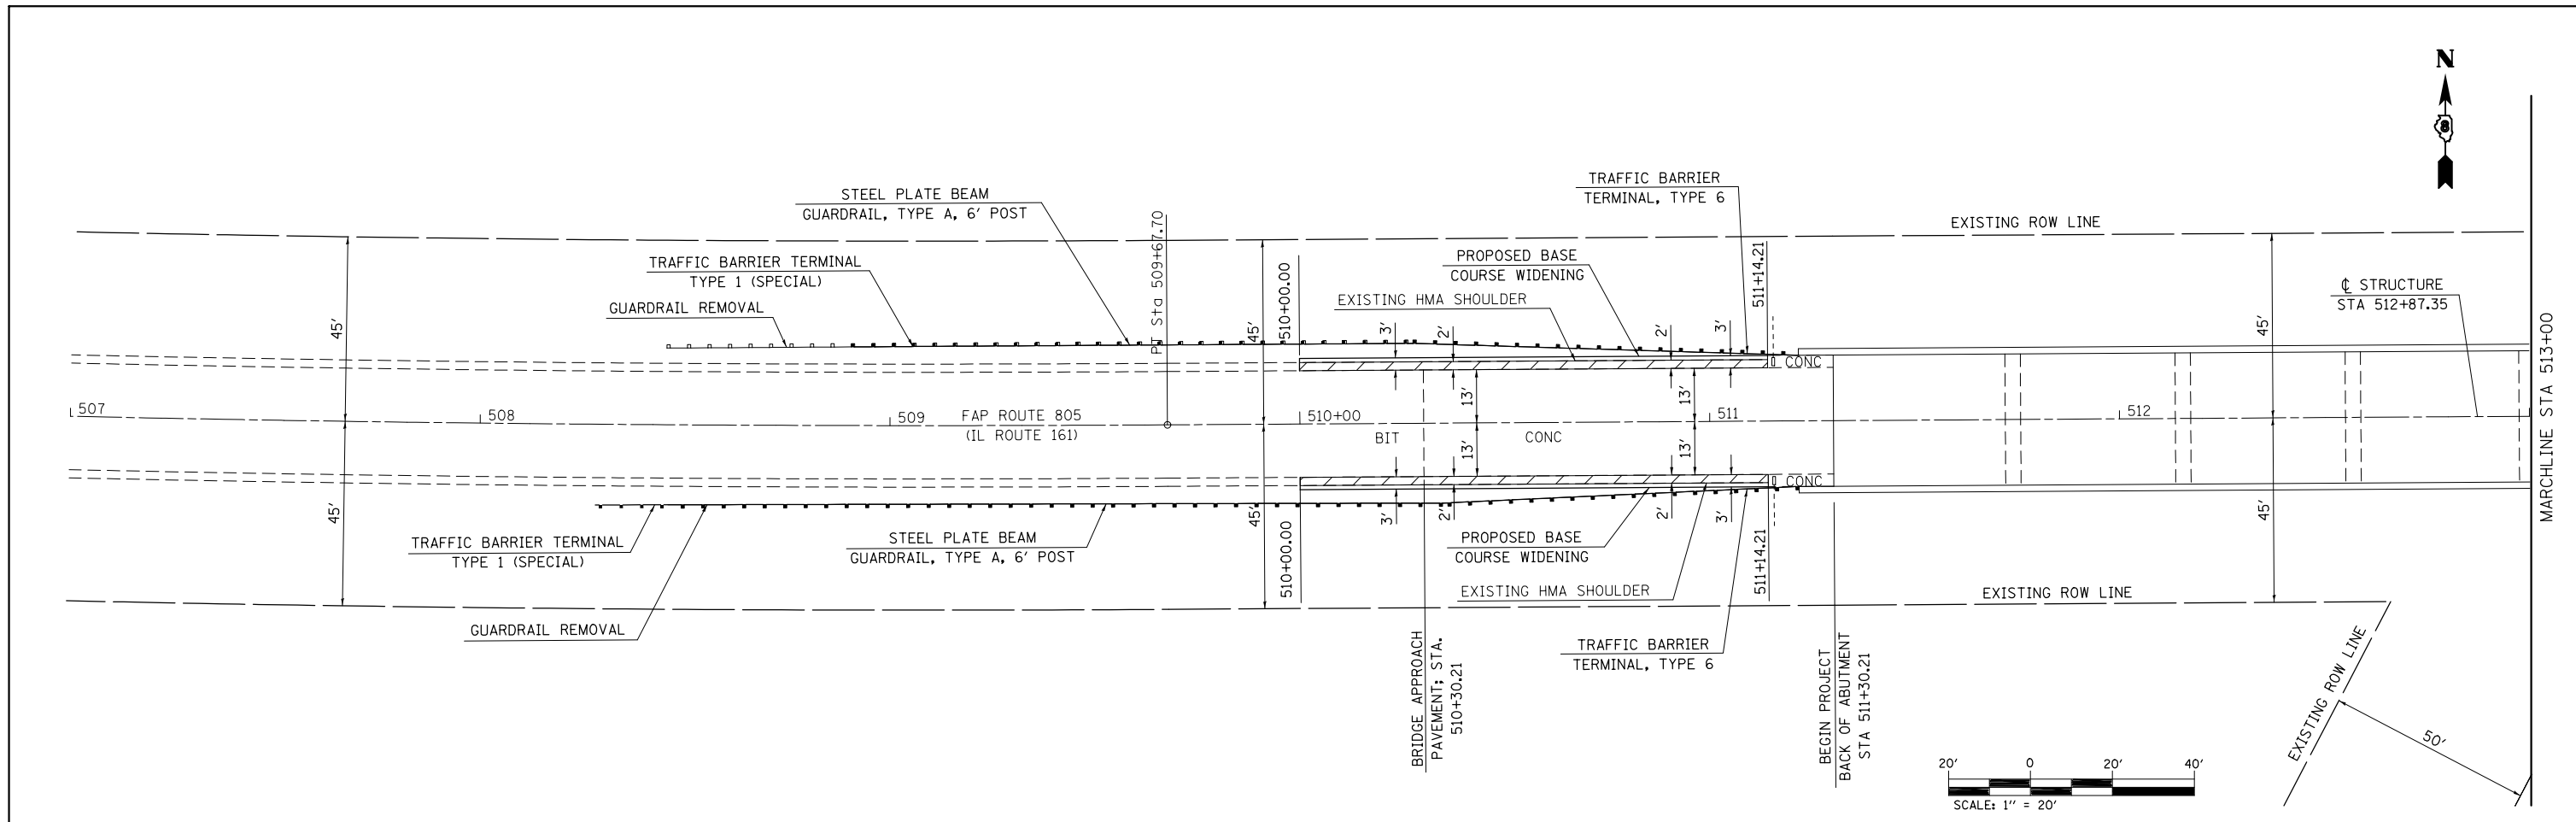 N
8
TRAFFIC BARRIER
TERMINAL, TYPE 6
STEEL PLATE BEAM
GUARDRAIL, TYPE A, 6' POST
PT Sta 509+67.70
EXISTING ROW LINE
TRAFFIC BARRIER TERMINAL
TYPE 1 (SPECIAL)
PROPOSED BASE
COURSE WIDENING
GUARDRAIL REMOVAL
EXISTING HMA SHOULDER
510+00.00
511+14.21
℄ STRUCTURE
STA 512+87.35
45'
45'
45'
3'
2'
2'
3'
CONC
MARCHLINE STA 513+00
13'
13'
507
508
509
FAP ROUTE 805
(IL ROUTE 161)
510+00
511
512
BIT
CONC
13'
13'
CONC
45'
45'
45'
3'
2'
2'
3'
TRAFFIC BARRIER TERMINAL
TYPE 1 (SPECIAL)
STEEL PLATE BEAM
GUARDRAIL, TYPE A, 6' POST
510+00.00
PROPOSED BASE
COURSE WIDENING
511+14.21
EXISTING HMA SHOULDER
EXISTING ROW LINE
GUARDRAIL REMOVAL
TRAFFIC BARRIER
TERMINAL, TYPE 6
BRIDGE APPROACH
PAVEMENT; STA.
510+30.21
BEGIN PROJECT
BACK OF ABUTMENT
STA 511+30.21
EXISTING ROW LINE
50'
20'
0
20'
40'
SCALE: 1" = 20'